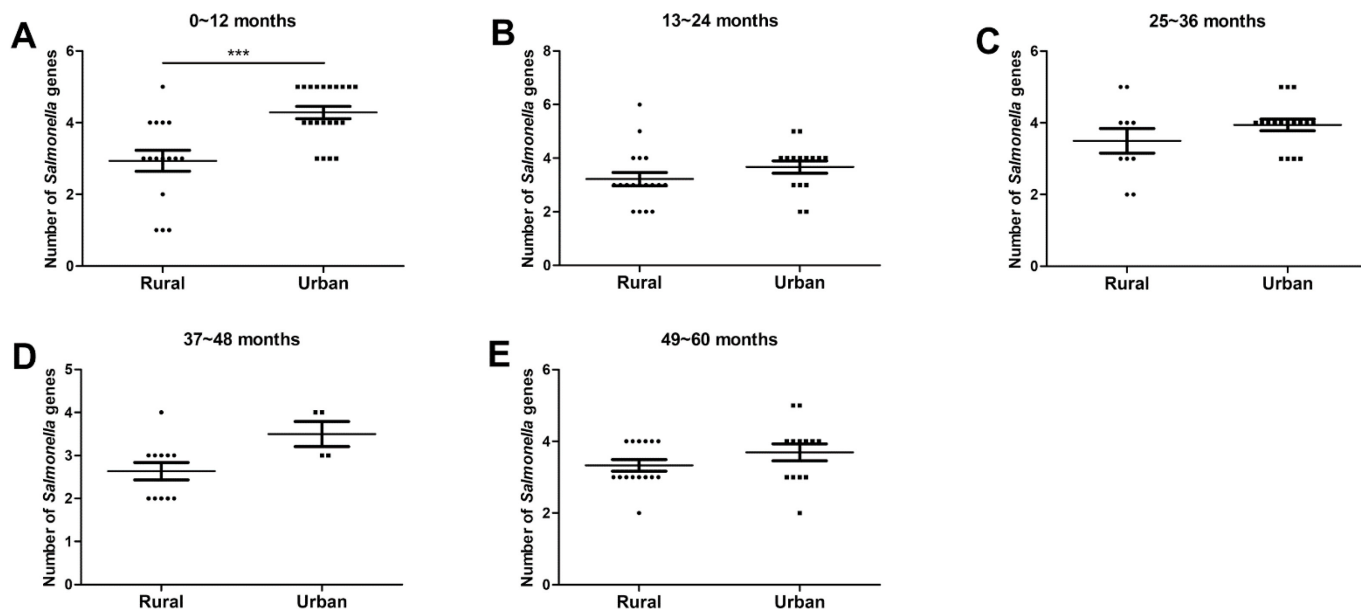 A
0~12 months
Number of Salmonella genes
6
4
2
0
***
Rural
Urban
B
13~24 months
Number of Salmonella genes
8
6
4
2
0
Rural
Urban
C
25~36 months
Number of Salmonella genes
6
4
2
0
Rural
Urban
D
37~48 months
Number of Salmonella genes
5
4
3
2
1
0
Rural
Urban
E
49~60 months
Number of Salmonella genes
6
4
2
0
Rural
Urban